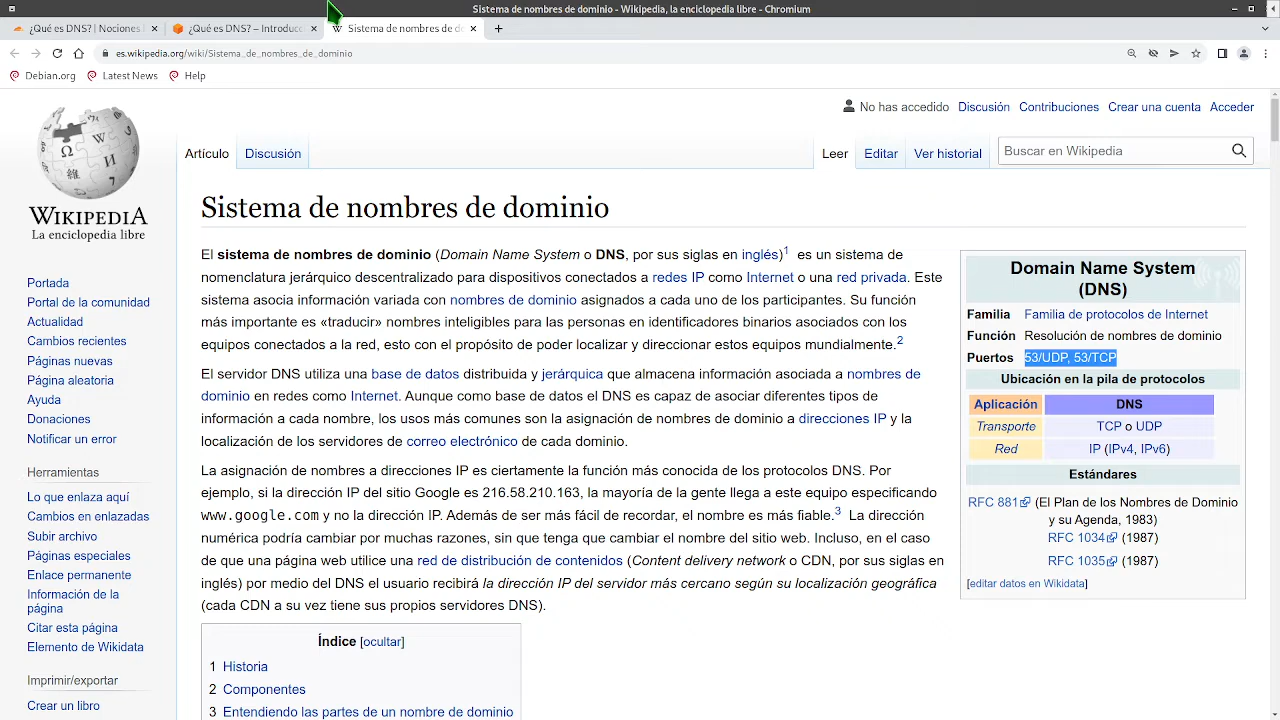 Sistema de nombres de dominio - Wikipedia, la enciclopedia libre - Chromium
¿Qué es DNS? | Nociones
¿Qué es DNS? – Introducc
Sistema de nombres de d
es.wikipedia.org/wiki/Sistema_de_nombres_de_dominio
Debian.org Latest News Help
No has accedido Discusión Contribuciones Crear una cuenta Acceder
Artículo Discusión Leer Editar Ver historial Buscar en Wikipedia
WIKIPEDIA
La enciclopedia libre
Portada
Portal de la comunidad
Actualidad
Cambios recientes
Páginas nuevas
Página aleatoria
Ayuda
Donaciones
Notificar un error
Herramientas
Lo que enlaza aquí
Cambios en enlazadas
Subir archivo
Páginas especiales
Enlace permanente
Información de la
página
Citar esta página
Elemento de Wikidata
Imprimir/exportar
Crear un libro
Sistema de nombres de dominio
El sistema de nombres de dominio (Domain Name System o DNS, por sus siglas en inglés)1 es un sistema de
nomenclatura jerárquico descentralizado para dispositivos conectados a redes IP como Internet o una red privada. Este
sistema asocia información variada con nombres de dominio asignados a cada uno de los participantes. Su función
más importante es «traducir» nombres inteligibles para las personas en identificadores binarios asociados con los
equipos conectados a la red, esto con el propósito de poder localizar y direccionar estos equipos mundialmente.2
El servidor DNS utiliza una base de datos distribuida y jerárquica que almacena información asociada a nombres de
dominio en redes como Internet. Aunque como base de datos el DNS es capaz de asociar diferentes tipos de
información a cada nombre, los usos más comunes son la asignación de nombres de dominio a direcciones IP y la
localización de los servidores de correo electrónico de cada dominio.
La asignación de nombres a direcciones IP es ciertamente la función más conocida de los protocolos DNS. Por
ejemplo, si la dirección IP del sitio Google es 216.58.210.163, la mayoría de la gente llega a este equipo especificando
www.google.com y no la dirección IP. Además de ser más fácil de recordar, el nombre es más fiable.3 La dirección
numérica podría cambiar por muchas razones, sin que tenga que cambiar el nombre del sitio web. Incluso, en el caso
de que una página web utilice una red de distribución de contenidos (Content delivery network o CDN, por sus siglas en
inglés) por medio del DNS el usuario recibirá la dirección IP del servidor más cercano según su localización geográfica
(cada CDN a su vez tiene sus propios servidores DNS).
Índice [ocultar]
1 Historia
2 Componentes
3 Entendiendo las partes de un nombre de dominio
Domain Name System
(DNS)
Familia Familia de protocolos de Internet
Función Resolución de nombres de dominio
Puertos 53/UDP, 53/TCP
Ubicación en la pila de protocolos
Aplicación DNS
Transporte TCP o UDP
Red IP (IPv4, IPv6)
Estándares
RFC 881 (El Plan de los Nombres de Dominio
y su Agenda, 1983)
RFC 1034 (1987)
RFC 1035 (1987)
[editar datos en Wikidata]